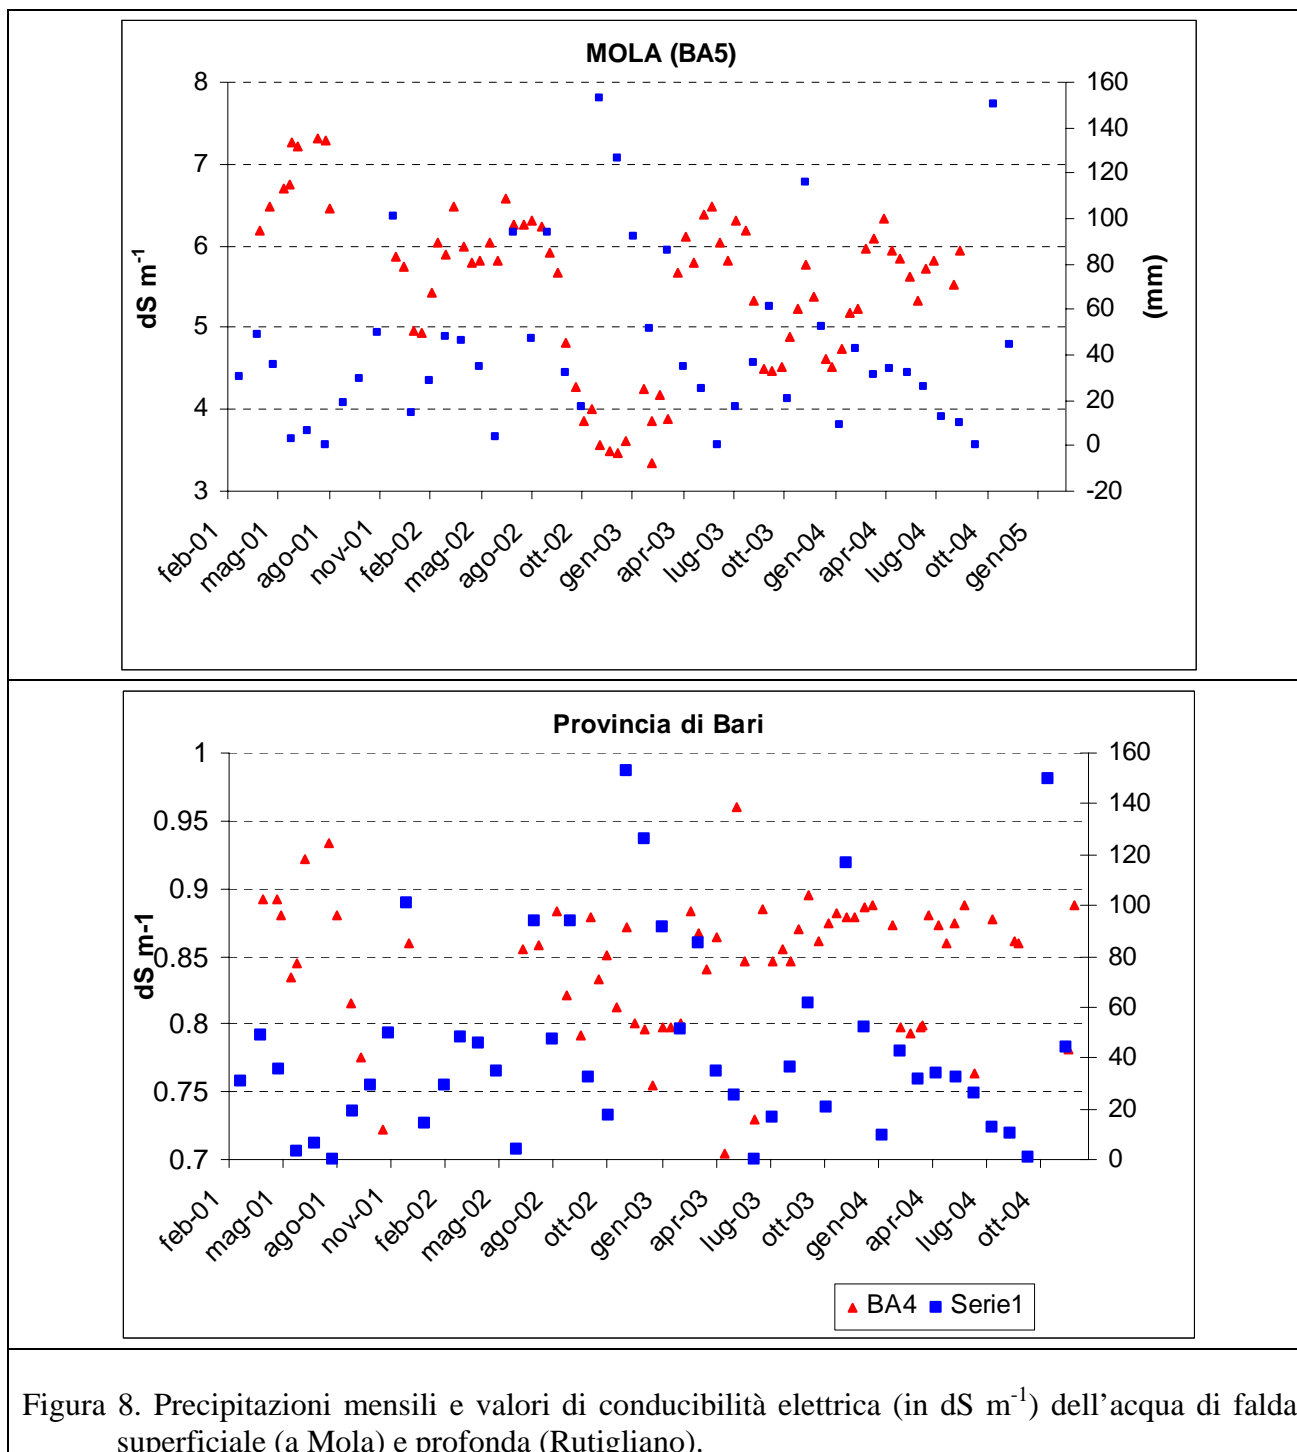 MOLA (BA5)
8
7
6
5
4
3
dS m-1
160
140
120
100
80
60
40
20
0
-20
(mm)
feb-01
mag-01
ago-01
nov-01
feb-02
mag-02
ago-02
ott-02
gen-03
apr-03
lug-03
ott-03
gen-04
apr-04
lug-04
ott-04
gen-05
Provincia di Bari
1
0.95
0.9
0.85
0.8
0.75
0.7
dS m-1
160
140
120
100
80
60
40
20
0
feb-01
mag-01
ago-01
nov-01
feb-02
mag-02
ago-02
ott-02
gen-03
apr-03
lug-03
ott-03
gen-04
apr-04
lug-04
ott-04
BA4 Serie1
Figura 8. Precipitazioni mensili e valori di conducibilità elettrica (in dS m-1) dell'acqua di falda
superficiale (a Mola) e profonda (Rutigliano).